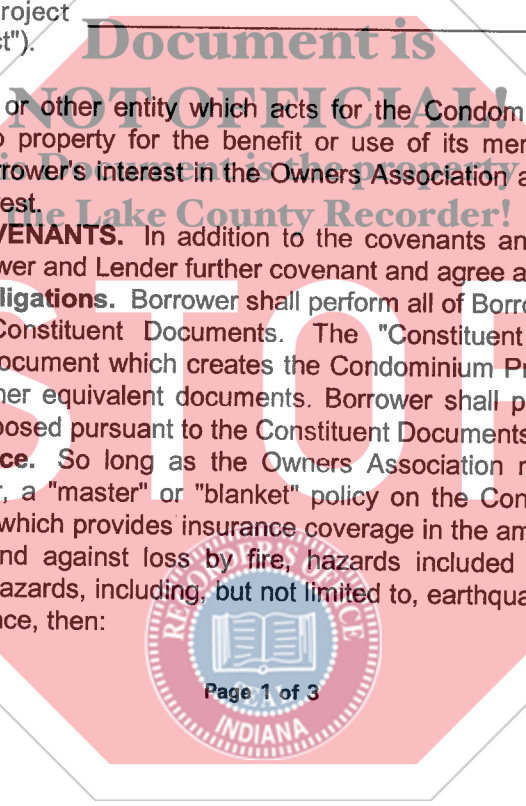 roject
ct").
Document is
or other entity which acts for the Condom
NOT OFFICIAL!
o property for the benefit or use of its mer
is Document is the property
rrower's interest in the Owners Association a
rest.
the Lake County Recorder!
VENANTS. In addition to the covenants an
wer and Lender further covenant and agree a
ligations. Borrower shall perform all of Borro
Constituent Documents. The "Constituent
ocument which creates the Condominium Pr
STOP
her equivalent documents. Borrower shall p
posed pursuant to the Constituent Documents
ce. So long as the Owners Association
r, a "master" or "blanket" policy on the Con
which provides insurance coverage in the am
nd against loss by fire, hazards included
azards, including, but not limited to, earthqua
nce, then:
RECORDER'S OFFICE
Page 1 of 3
SEAL
INDIANA